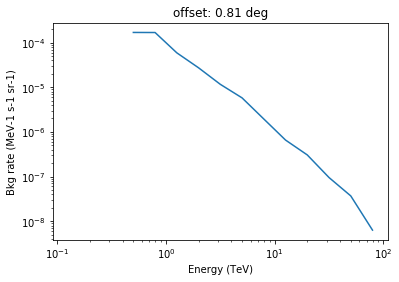 offset: 0.81 deg
Bkg rate (MeV-1 s-1 sr-1)
10⁻⁴
10⁻⁵
10⁻⁶
10⁻⁷
10⁻⁸
10⁻¹ 10⁰ 10¹ 10²
Energy (TeV)